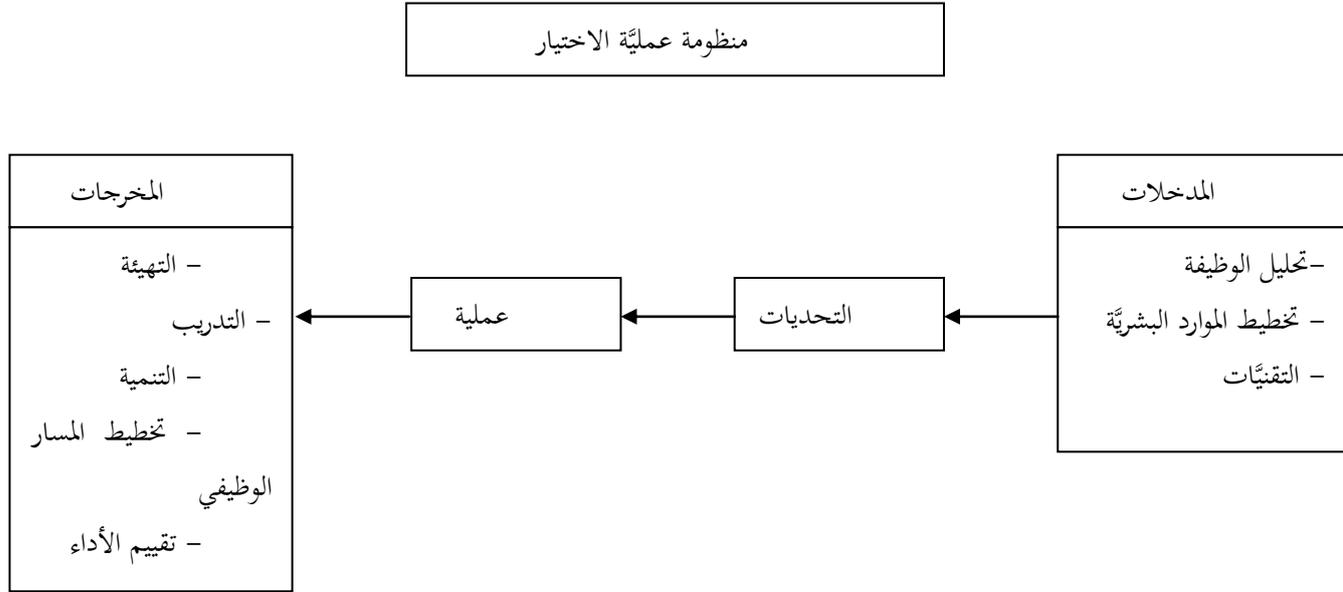 منظومة عمليَّة الاختيار
المدخلات
–تحليل الوظيفة
– تخطيط الموارد البشريَّة
– التقنيَّات
التحديات
عملية
المخرجات
– التهيئة
– التدريب
– التنمية
– تخطيط المسار
الوظيفي
– تقييم الأداء